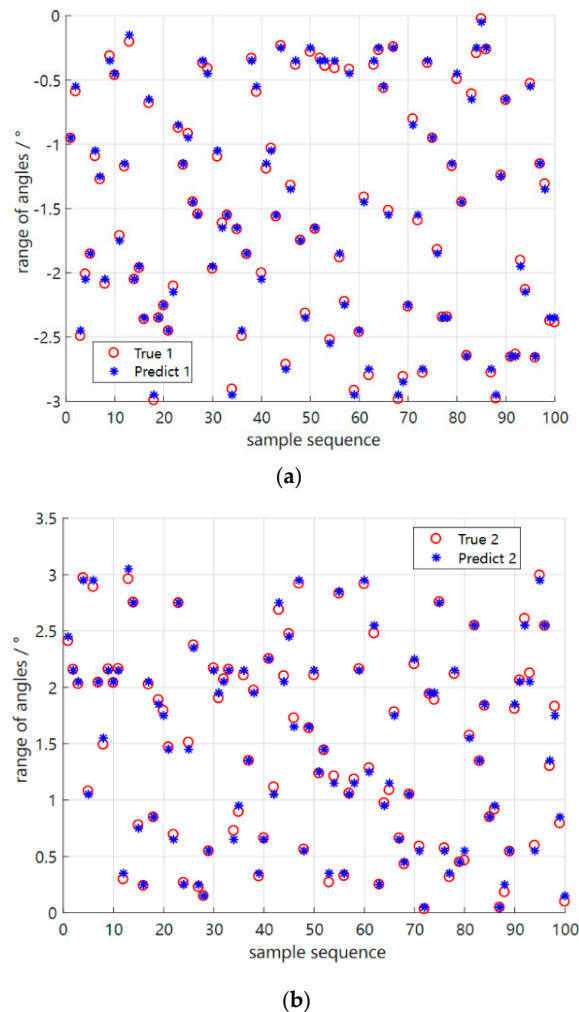 0
-0.5
-1
-1.5
-2
-2.5
-3
range of angles / °
True 1
Predict 1
0 10 20 30 40 50 60 70 80 90 100
sample sequence
(a)
3.5
3
2.5
2
1.5
1
0.5
0
range of angles / °
True 2
Predict 2
0 10 20 30 40 50 60 70 80 90 100
sample sequence
(b)